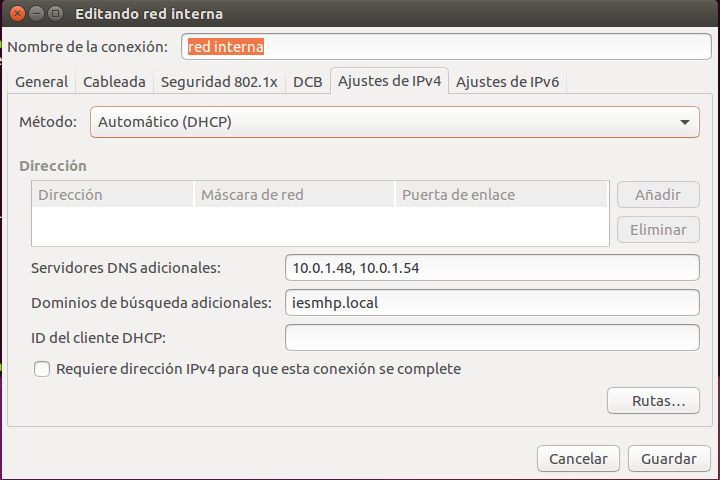 Editando red interna
Nombre de la conexión: red interna
General Cableada Seguridad 802.1x DCB Ajustes de IPv4 Ajustes de IPv6
Método: Automático (DHCP)
Dirección
Dirección Máscara de red Puerta de enlace Añadir
Eliminar
Servidores DNS adicionales: 10.0.1.48, 10.0.1.54
Dominios de búsqueda adicionales: iesmhp.local
ID del cliente DHCP:
Requiere dirección IPv4 para que esta conexión se complete
Rutas...
Cancelar Guardar